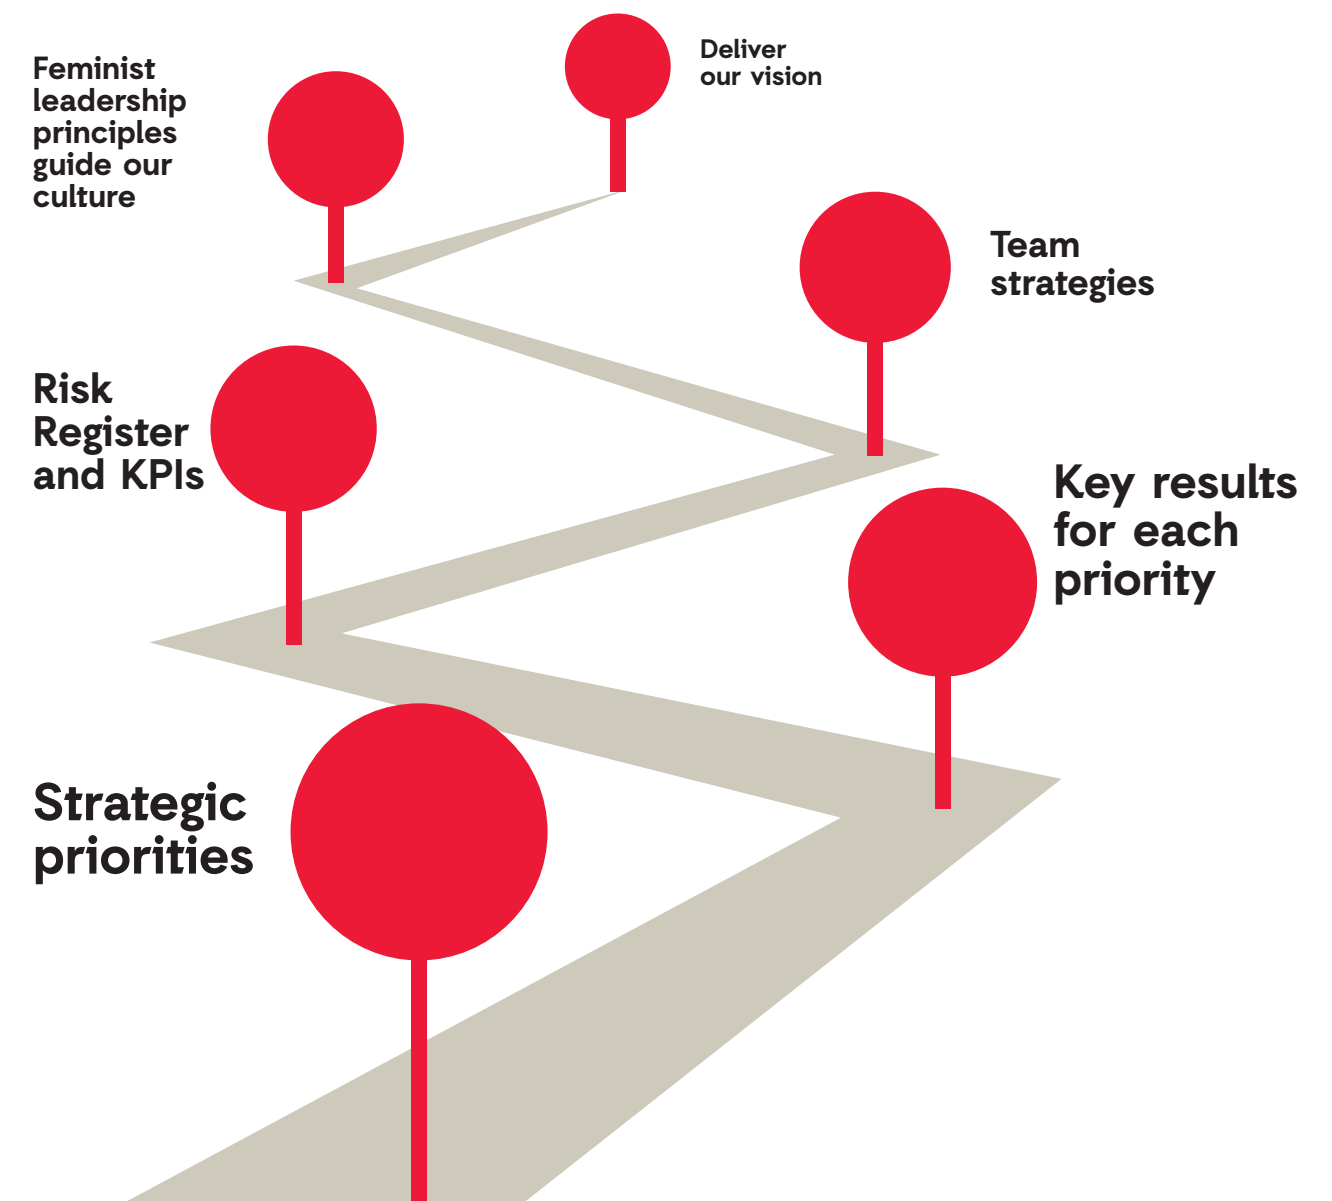 Feminist
leadership
principles
guide our
culture
Deliver
our vision
Team
strategies
Risk
Register
and KPIs
Key results
for each
priority
Strategic
priorities